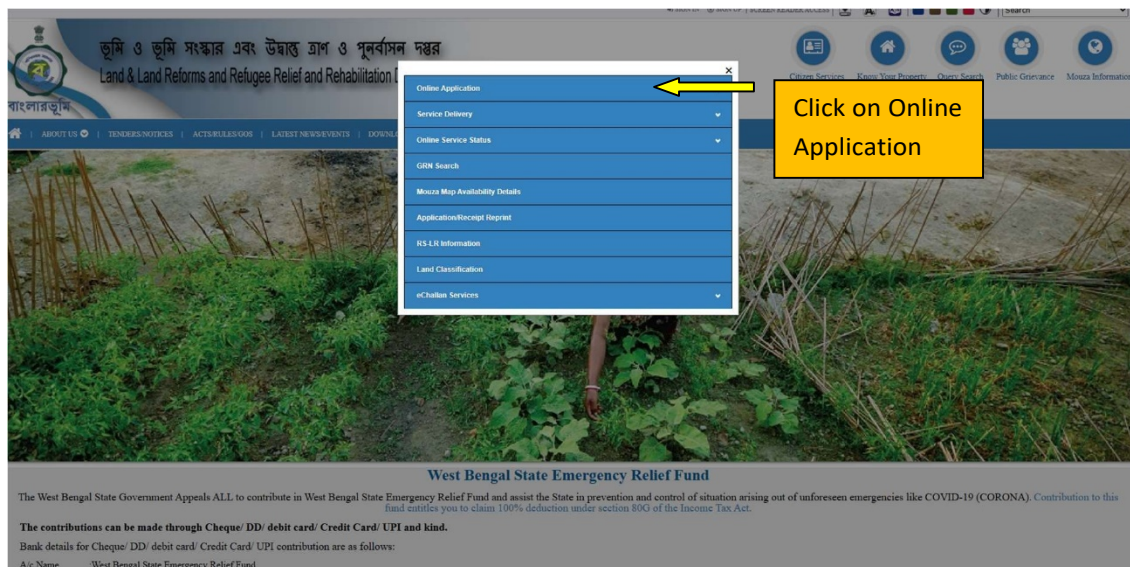 SIGN IN
SIGN UP | SCREEN READER ACCESS |
Search
ভূমি ও ভূমি সংস্কার এবং উদ্বাস্তু ত্রাণ ও পুনর্বাসন দপ্তর
Land & Land Reforms and Refugee Relief and Rehabilitation
বাংলারভূমি
Citizen Services
Know Your Property
Query Search
Public Grievance
Mouza Information
ABOUT US | TENDERS/NOTICES | ACTS/RULES/GOS | LATEST NEWS/EVENTS |
×
Online Application
Service Delivery
Online Service Status
GRN Search
Mouza Map Availability Details
Application/Receipt Reprint
RS-LR Information
Land Classification
eChallan Services
Click on Online
Application
West Bengal State Emergency Relief Fund
The West Bengal State Government Appeals ALL to contribute in West Bengal State Emergency Relief Fund and assist the State in prevention and control of situation arising out of unforeseen emergencies like COVID-19 (CORONA). Contribution to this
fund entitles you to claim 100% deduction under section 80G of the Income Tax Act.
The contributions can be made through Cheque/ DD/ debit card/ Credit Card/ UPI and kind.
Bank details for Cheque/ DD/ debit card/ Credit Card/ UPI contribution are as follows:
A/c Name :West Bengal State Emergency Relief Fund